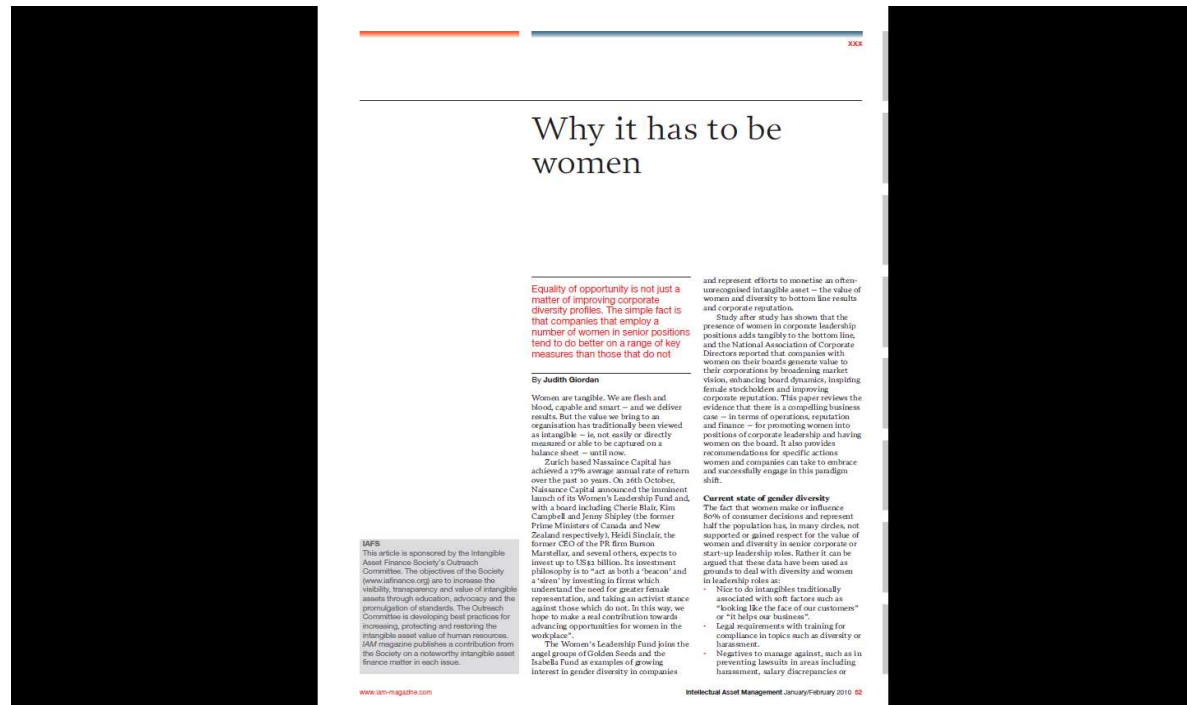 xxx
Why it has to be
women
Equality of opportunity is not just a
matter of improving corporate
diversity profiles. The simple fact is
that companies that employ a
number of women in senior positions
tend to do better on a range of key
measures than those that do not
By Judith Giordan
Women are tangible. We are flesh and
blood, capable and smart – and we deliver
results. But the value we bring to an
organisation has traditionally been viewed
as intangible – ie, not easily or directly
measured or able to be captured on a
balance sheet – until now.
Zurich based Nassaince Capital has
achieved a 17% average annual rate of return
over the past 10 years. On 26th October,
Naissance Capital announced the imminent
launch of its Women's Leadership Fund and,
with a board including Cherie Blair, Kim
Campbell and Jenny Shipley (the former
Prime Ministers of Canada and New
Zealand respectively), Heidi Sinclair, the
former CEO of the PR firm Burson
Marstellar, and several others, expects to
invest up to US$2 billion. Its investment
philosophy is to "act as both a 'beacon' and
a 'siren' by investing in firms which
understand the need for greater female
representation, and taking an activist stance
against those which do not. In this way, we
hope to make a real contribution towards
advancing opportunities for women in the
workplace".
The Women's Leadership Fund joins the
angel groups of Golden Seeds and the
Isabella Fund as examples of growing
interest in gender diversity in companies
and represent efforts to monetise an often-
unrecognised intangible asset – the value of
women and diversity to bottom line results
and corporate reputation.
Study after study has shown that the
presence of women in corporate leadership
positions adds tangibly to the bottom line,
and the National Association of Corporate
Directors reported that companies with
women on their boards generate value to
their corporations by broadening market
vision, enhancing board dynamics, inspiring
female stockholders and improving
corporate reputation. This paper reviews the
evidence that there is a compelling business
case – in terms of operations, reputation
and finance – for promoting women into
positions of corporate leadership and having
women on the board. It also provides
recommendations for specific actions
women and companies can take to embrace
and successfully engage in this paradigm
shift.
Current state of gender diversity
The fact that women make or influence
80% of consumer decisions and represent
half the population has, in many circles, not
supported or gained respect for the value of
women and diversity in senior corporate or
start-up leadership roles. Rather it can be
argued that these data have been used as
grounds to deal with diversity and women
in leadership roles as:
• Nice to do intangibles traditionally
associated with soft factors such as
"looking like the face of our customers"
or "it helps our business".
• Legal requirements with training for
compliance in topics such as diversity or
harassment.
• Negatives to manage against, such as in
preventing lawsuits in areas including
harassment, salary discrepancies or
IAFS
This article is sponsored by the Intangible
Asset Finance Society's Outreach
Committee. The objectives of the Society
(www.iafinance.org) are to increase the
visibility, transparency and value of intangible
assets through education, advocacy and the
promulgation of standards. The Outreach
Committee is developing best practices for
increasing, protecting and restoring the
intangible asset value of human resources.
IAM magazine publishes a contribution from
the Society on a noteworthy intangible asset
finance matter in each issue.
www.iam-magazine.com
Intellectual Asset Management January/February 2010 52